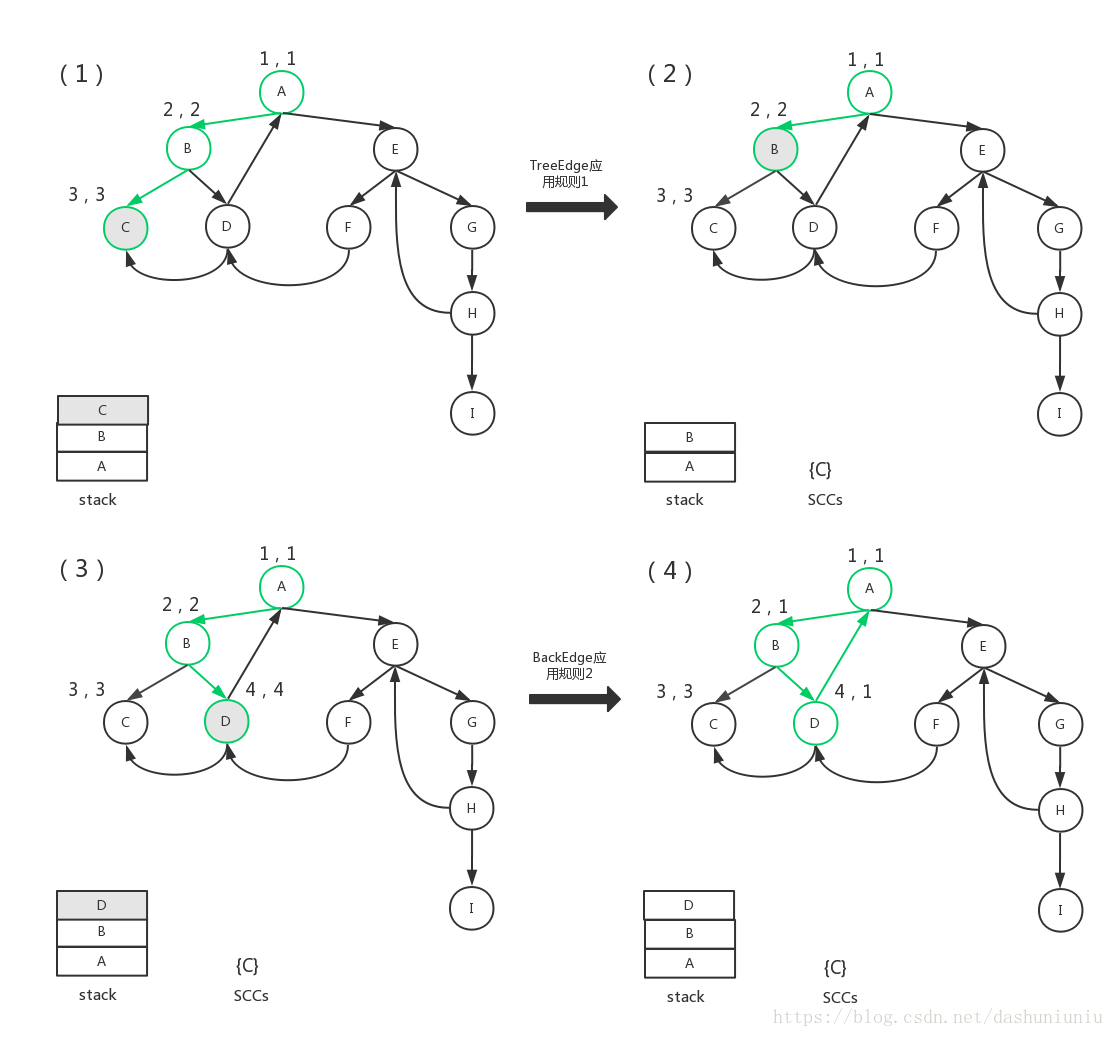 ( 1 )
1 , 1
A
2 , 2
B
E
3 , 3
C
D
F
G
H
I
C
B
A
stack
TreeEdge应
用规则1
( 2 )
1 , 1
A
2 , 2
B
E
3 , 3
C
D
F
G
H
I
B
A
stack
{C}
SCCs
( 3 )
1 , 1
A
2 , 2
B
E
3 , 3
4 , 4
C
D
F
G
H
I
D
B
A
stack
{C}
SCCs
BackEdge应
用规则2
( 4 )
1 , 1
A
2 , 1
B
E
3 , 3
4 , 1
C
D
F
G
H
I
D
B
A
stack
{C}
SCCs
https://blog.csdn.net/dashuniuniu